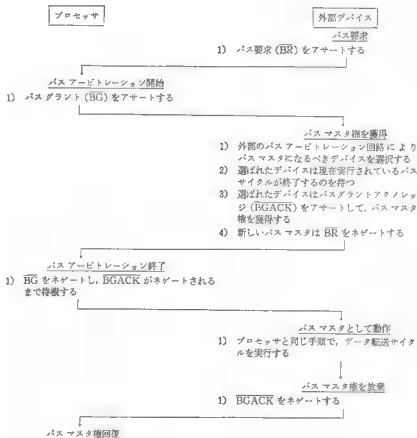 プロセッサ
外部デバイス
バス要求
1) バス要求 (BR) をアサートする
バス アービトレーション開始
1) バス グラント (BG) をアサートする
バス マスタ権を獲得
1) 外部のバス アービトレーション回路により
バス マスタになるべきデバイスを選択する
2) 選ばれたデバイスは現在実行されているバス
サイクルが終了するのを待つ
3) 選ばれたデバイスはバスグラントアクノレッ
ジ (BGACK) をアサートして, バス マスタ
権を獲得する
4) 新しいバス マスタは BR をネゲートする
バス アービトレーション終了
1) BG をネゲートし, BGACK がネゲートされる
まで待機する
バス マスタとして動作
1) プロセッサと同じ手順で, データ転送サイク
ルを実行する
バス マスタ権を放棄
1) BGACK をネゲートする
バス マスタ権回復